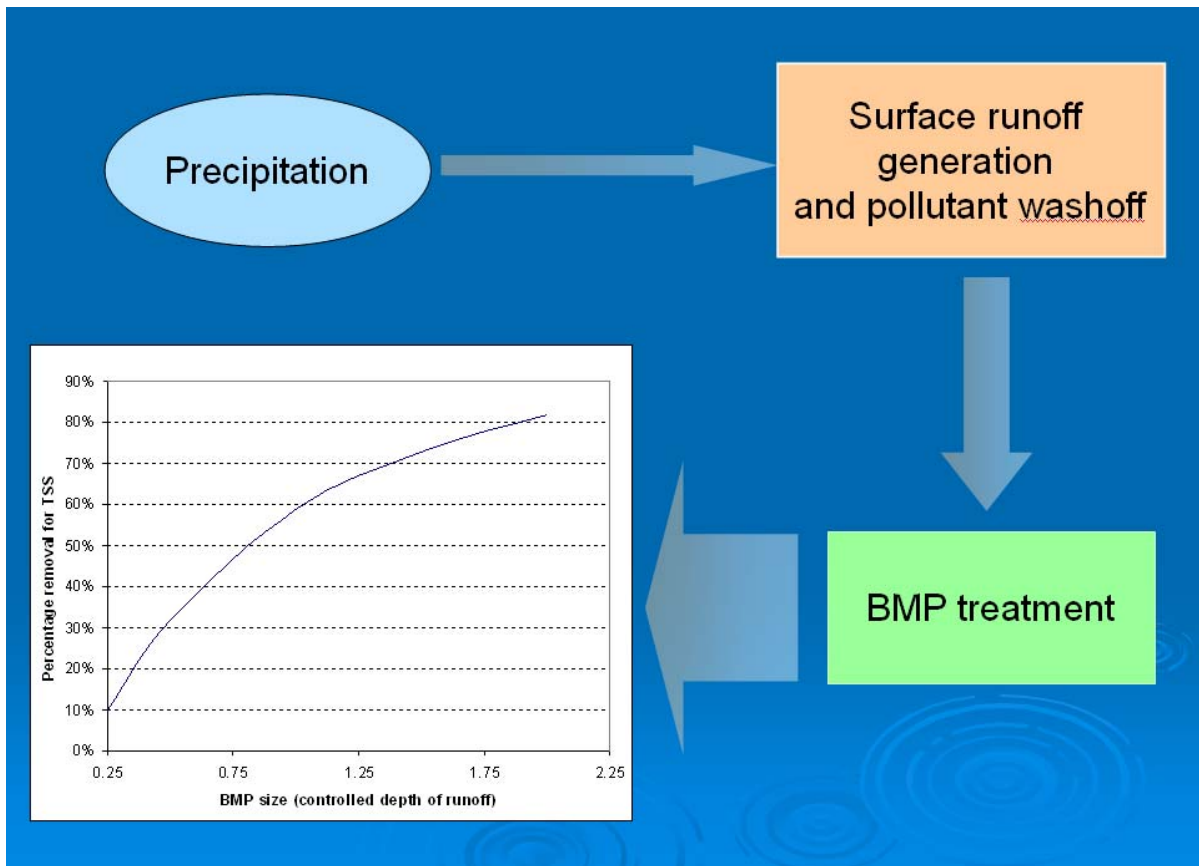 Precipitation
Surface runoff
generation
and pollutant washoff
BMP treatment
Percentage removal for TSS
90%
80%
70%
60%
50%
40%
30%
20%
10%
0%
0.25 0.75 1.25 1.75 2.25
BMP size (controlled depth of runoff)